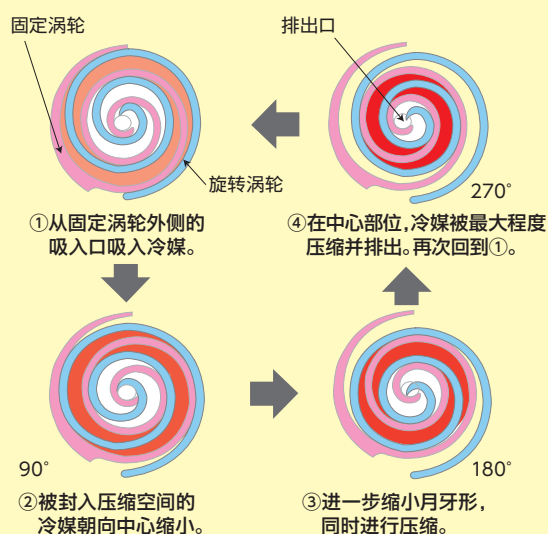 固定涡轮
排出口
旋转涡轮
270°
①从固定涡轮外侧的
吸入口吸入冷媒。
④在中心部位,冷媒被最大程度
压缩并排出。再次回到①。
90°
180°
②被封入压缩空间的
冷媒朝向中心缩小。
③进一步缩小月牙形,
同时进行压缩。